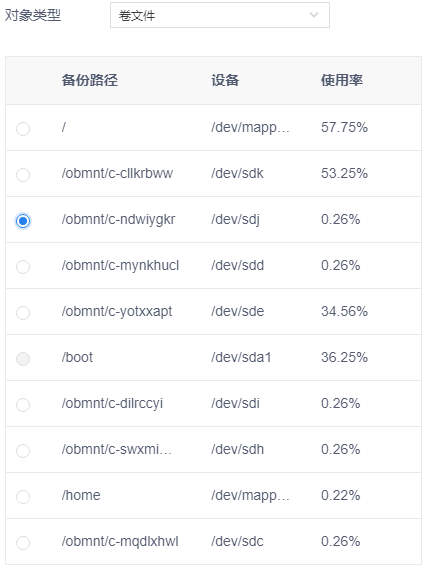 对象类型 卷文件
备份路径 设备 使用率
/ /dev/mapp... 57.75%
/obmnt/c-cllkrbww /dev/sdk 53.25%
/obmnt/c-ndwiygkr /dev/sdj 0.26%
/obmnt/c-mynkhucl /dev/sdd 0.26%
/obmnt/c-yotxxapt /dev/sde 34.56%
/boot /dev/sda1 36.25%
/obmnt/c-dilrccyi /dev/sdi 0.26%
/obmnt/c-swxmi... /dev/sdh 0.26%
/home /dev/mapp... 0.22%
/obmnt/c-mqdlxhwl /dev/sdc 0.26%